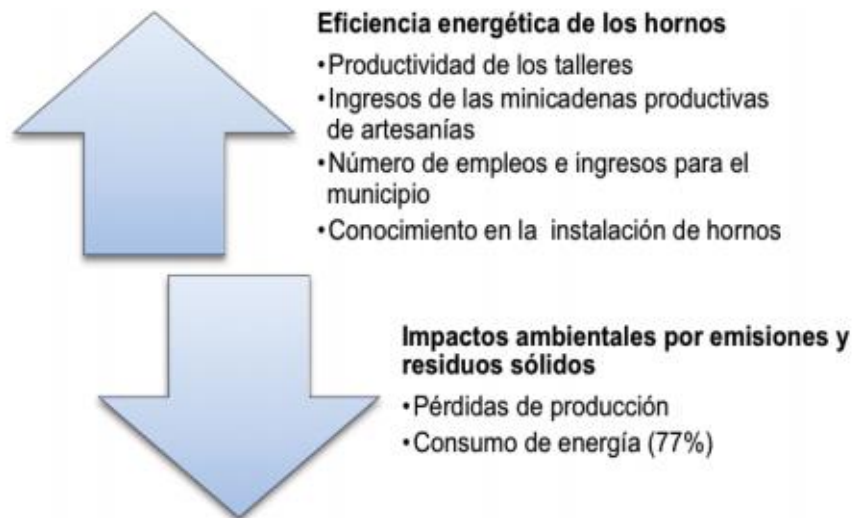 Eficiencia energética de los hornos
•Productividad de los talleres
•Ingresos de las minicadenas productivas
de artesanías
•Número de empleos e ingresos para el
municipio
•Conocimiento en la instalación de hornos
Impactos ambientales por emisiones y
residuos sólidos
•Pérdidas de producción
•Consumo de energía (77%)